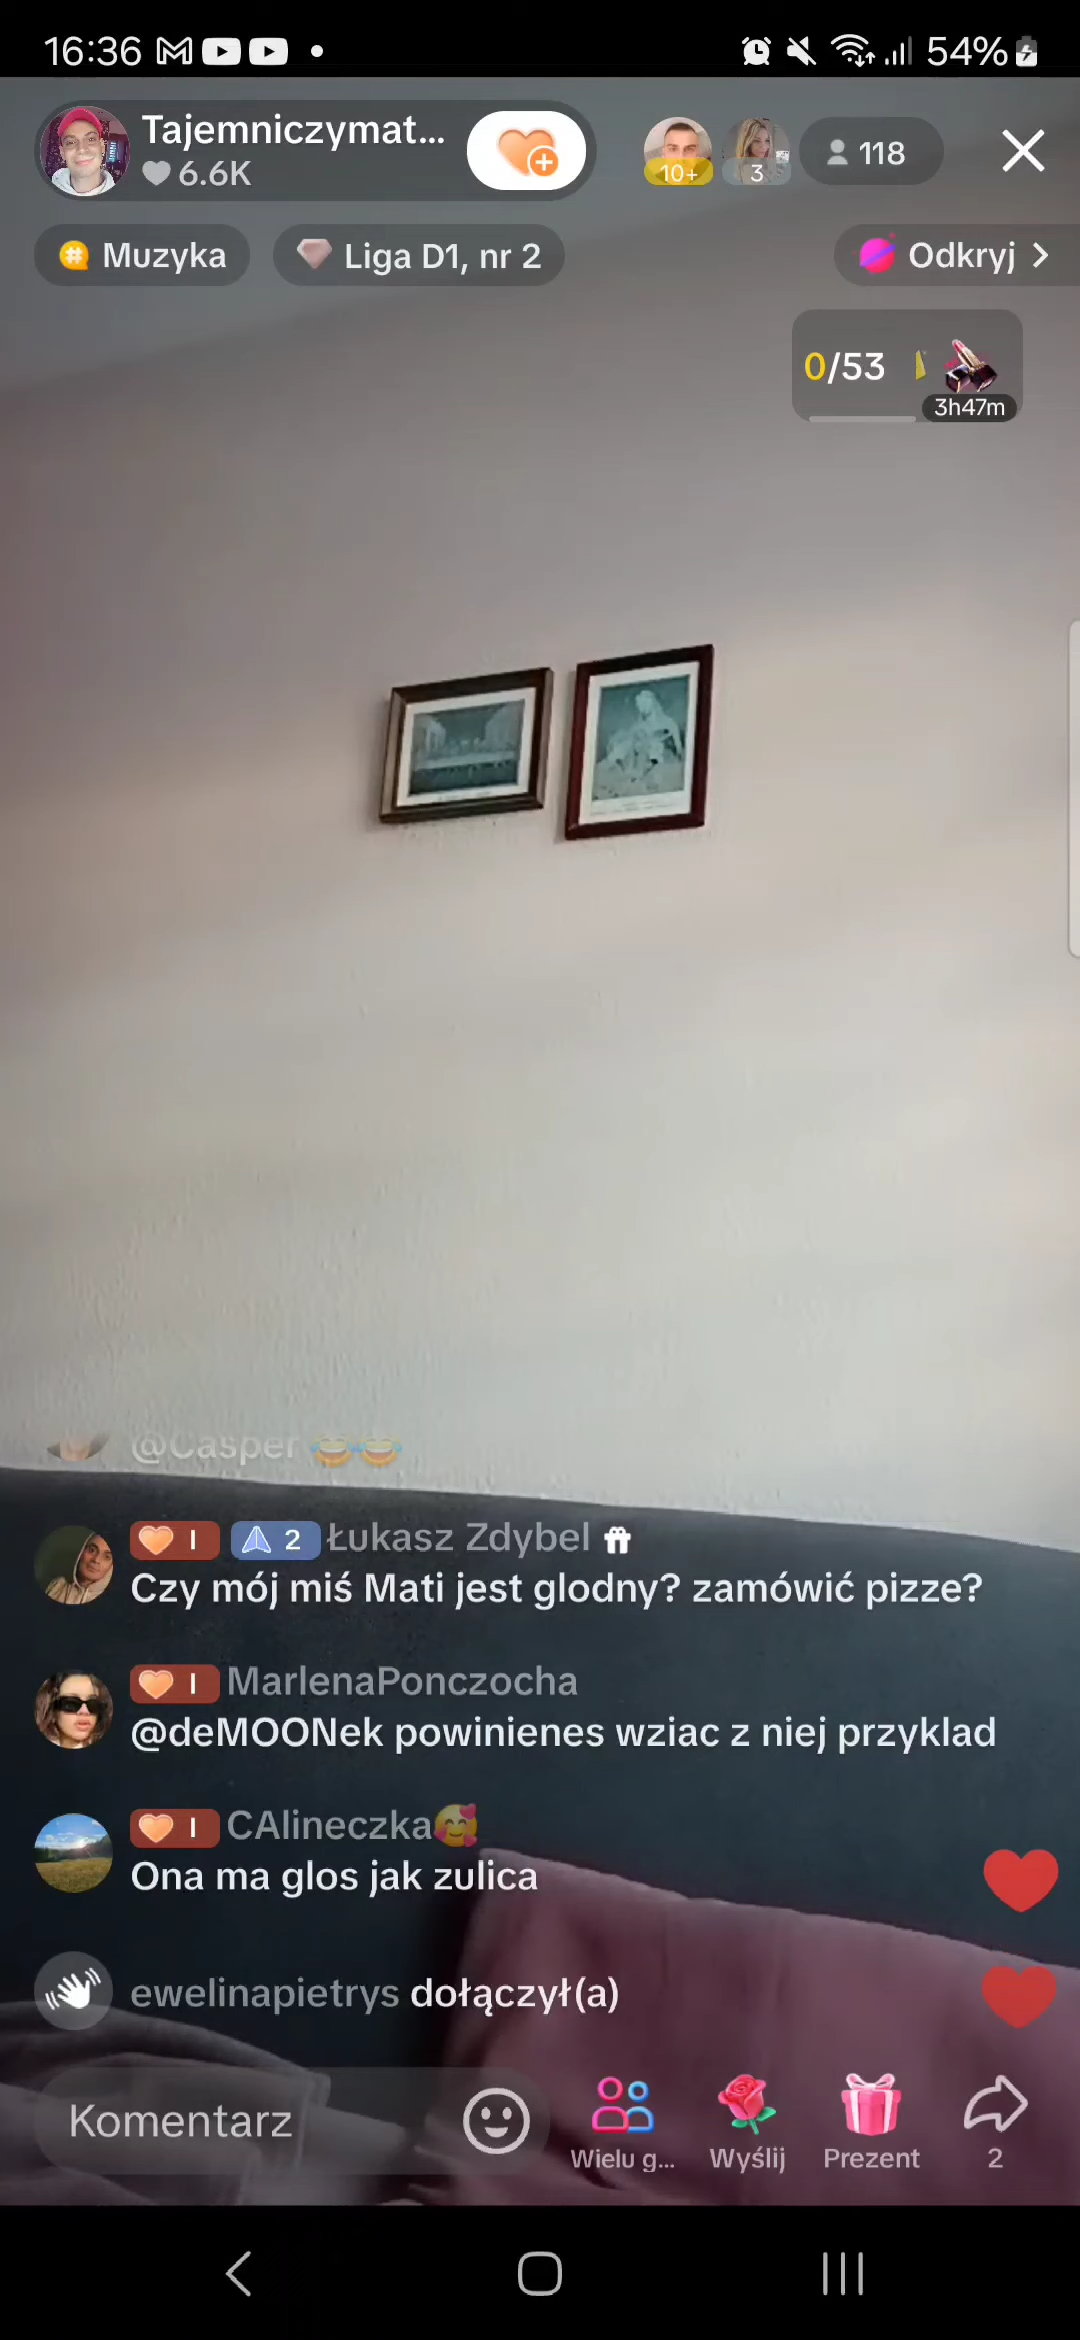 16:36
54%
Tajemniczymat...
6.6K
10+
3
118
Muzyka
Liga D1, nr 2
Odkryj
0/53
3h47m
@Casper 😂😂
I 2 Łukasz Zdybel
Czy mój miś Mati jest glodny? zamówić pizze?
I MarlenaPonczocha
@deMOONek powinienes wziac z niej przyklad
I CAlineczka🥰
Ona ma glos jak zulica
ewelinapietrys dołączył(a)
Komentarz
Wielu g...
Wyślij
Prezent
2